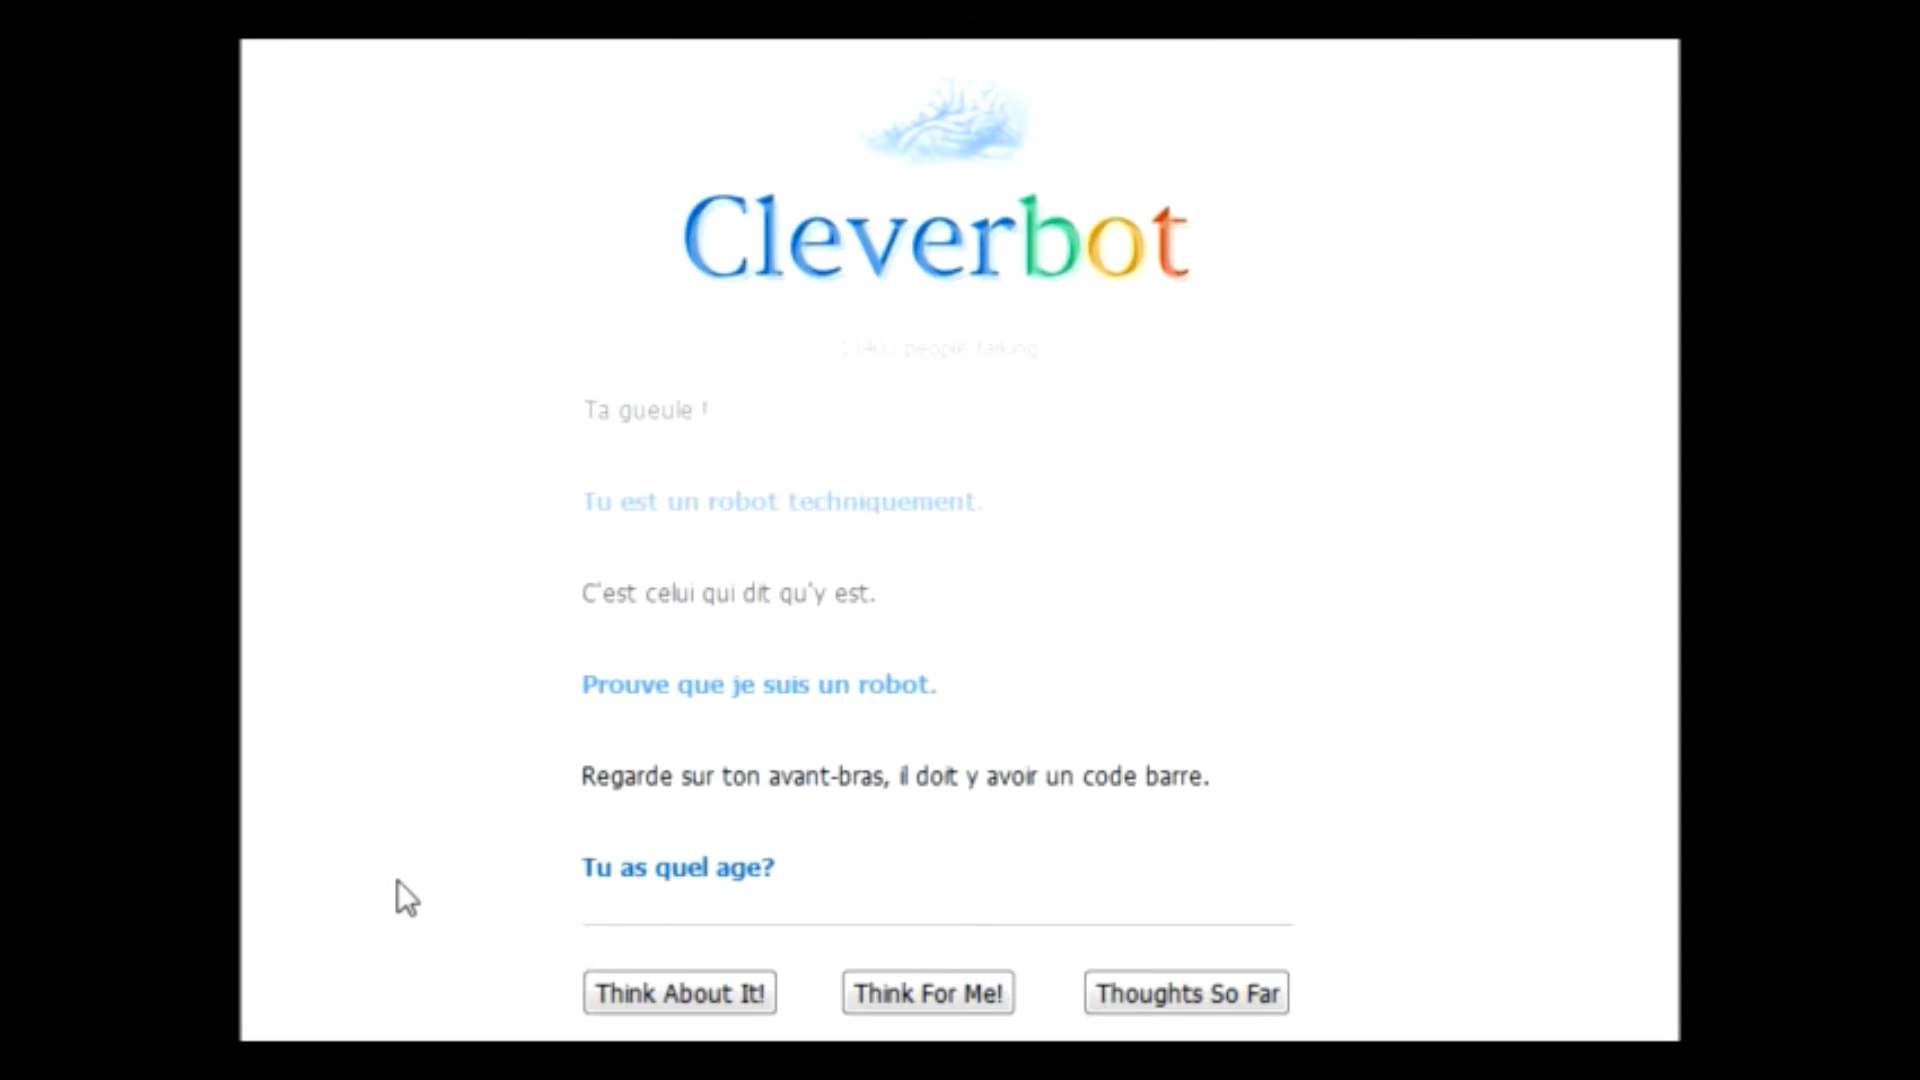 Cleverbot
people talking
Ta gueule !
Tu est un robot techniquement.
C'est celui qui dit qu'y est.
Prouve que je suis un robot.
Regarde sur ton avant-bras, il doit y avoir un code barre.
Tu as quel age?
Think About It!
Think For Me!
Thoughts So Far